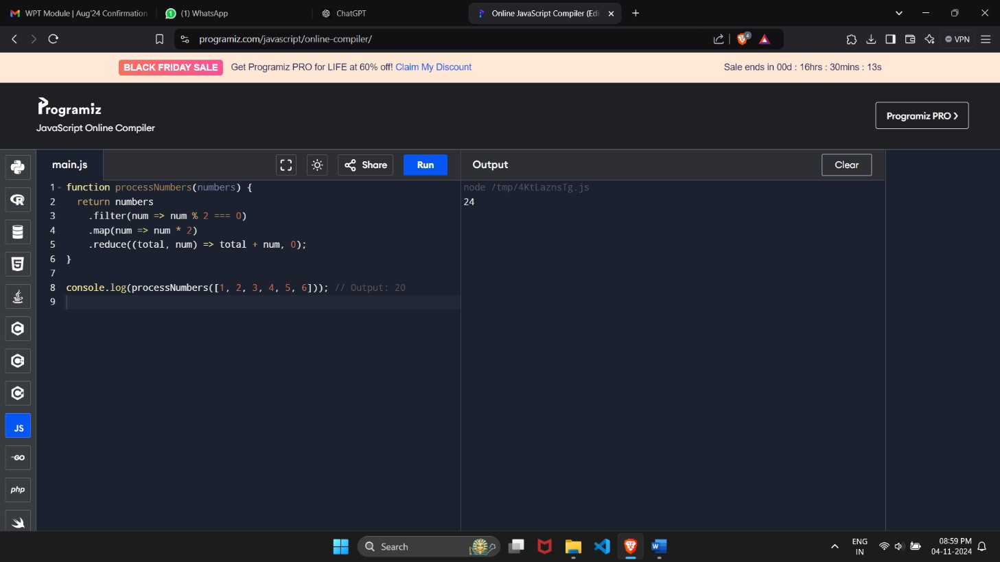 WPT Module | Aug'24 Confirmation
(1) WhatsApp
ChatGPT
Online JavaScript Compiler (Edi
programiz.com/javascript/online-compiler/
4
VPN
BLACK FRIDAY SALE Get Programiz PRO for LIFE at 60% off! Claim My Discount
Sale ends in 00d : 16hrs : 30mins : 13s
Programiz
JavaScript Online Compiler
Programiz PRO
main.js
Share
Run
Output
Clear
1 function processNumbers(numbers) {
2 return numbers
3 .filter(num => num % 2 === 0)
4 .map(num => num * 2)
5 .reduce((total, num) => total + num, 0);
6 }
7
8 console.log(processNumbers([1, 2, 3, 4, 5, 6])); // Output: 20
9
node /tmp/4KtLaznsTg.js
24
R
5
C
C
C
JS
GO
php
Search
W
ENG
IN
08:59 PM
04-11-2024